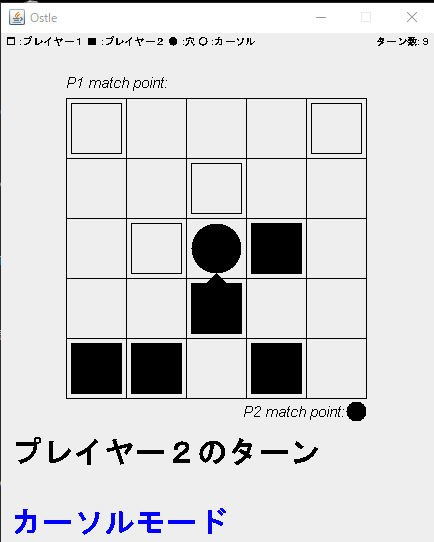 Ostle
□:プレイヤー1 ■:プレイヤー2 ●:穴 ○:カーソル ターン数: 9
P1 match point:
P2 match point:
プレイヤー2のターン
カーソルモード